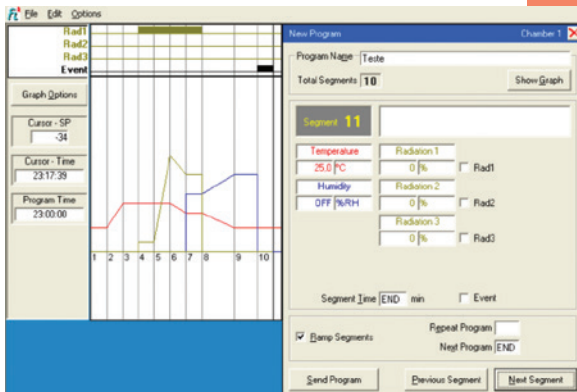 File Edit Options
Rad1
Rad2
Rad3
Event
Graph Options
Cursor - SP
-34
Cursor - Time
23:17:39
Program Time
23:00:00
1 2 3 4 5 6 7 8 9 10
New Program Chamber 1
Program Name Teste
Total Segments 10 Show Graph
Segment 11
Temperature Radiation 1
25.0 °C 0 % Rad1
Humidity Radiation 2
OFF %RH 0 % Rad2
Radiation 3
0 % Rad3
Segment Time END min Event
Ramp Segments
Repeat Program
Next Program END
Send Program Previous Segment Next Segment